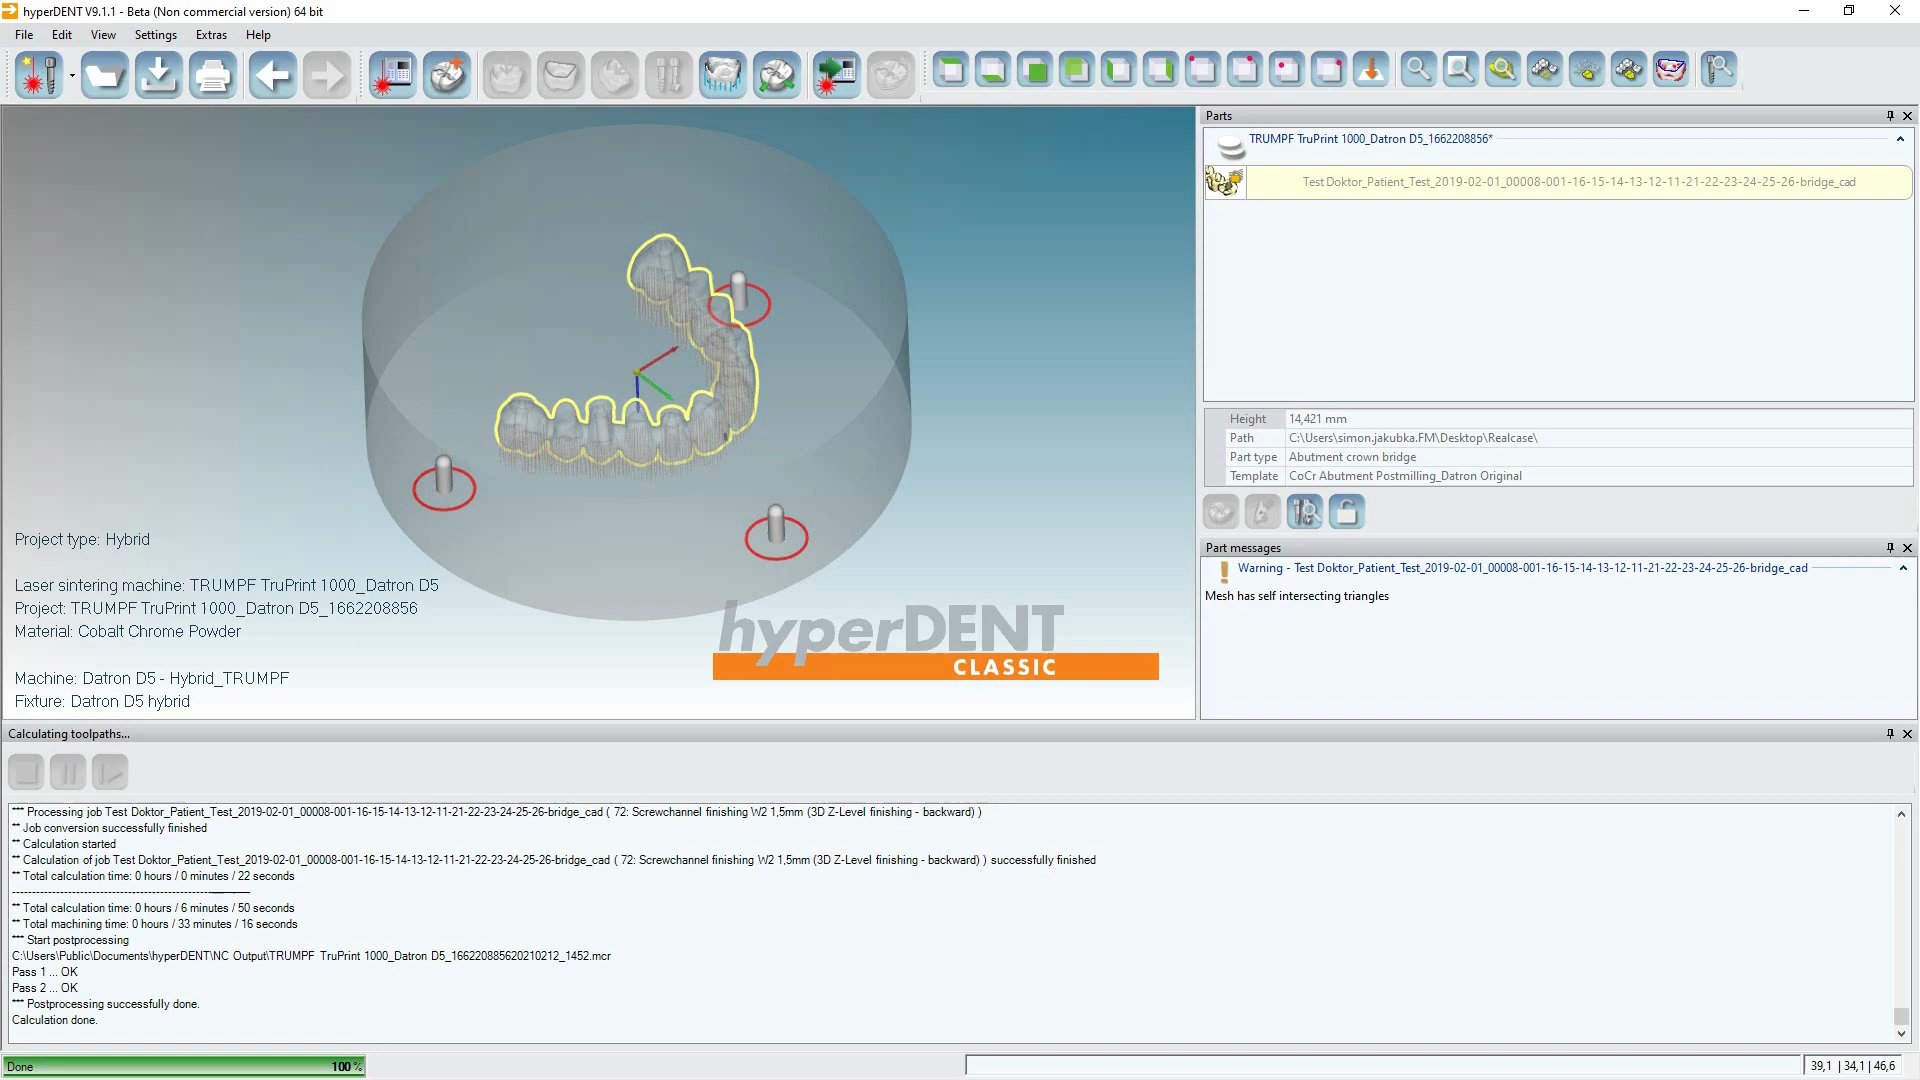 hyperDENT V9.1.1 - Beta (Non commercial version) 64 bit
File Edit View Settings Extras Help
Parts
TRUMPF TruPrint 1000_Datron D5_1662208856*
Test Doktor_Patient_Test_2019-02-01_00008-001-16-15-14-13-12-11-21-22-23-24-25-26-bridge_cad
Height 14,421 mm
Path C:\Users\simon.jakubka.FM\Desktop\Realcase\
Part type Abutment crown bridge
Template CoCr Abutment Postmilling_Datron Original
Project type: Hybrid
Laser sintering machine: TRUMPF TruPrint 1000_Datron D5
Project: TRUMPF TruPrint 1000_Datron D5_1662208856
Material: Cobalt Chrome Powder
Machine: Datron D5 - Hybrid_TRUMPF
Fixture: Datron D5 hybrid
hyperDENT
CLASSIC
Part messages
Warning - Test Doktor_Patient_Test_2019-02-01_00008-001-16-15-14-13-12-11-21-22-23-24-25-26-bridge_cad
Mesh has self intersecting triangles
Calculating toolpaths...
*** Processing job Test Doktor_Patient_Test_2019-02-01_00008-001-16-15-14-13-12-11-21-22-23-24-25-26-bridge_cad ( 72: Screwchannel finishing W2 1,5mm (3D Z-Level finishing - backward) )
** Job conversion successfully finished
** Calculation started
** Calculation of job Test Doktor_Patient_Test_2019-02-01_00008-001-16-15-14-13-12-11-21-22-23-24-25-26-bridge_cad ( 72: Screwchannel finishing W2 1,5mm (3D Z-Level finishing - backward) ) successfully finished
** Total calculation time: 0 hours / 0 minutes / 22 seconds
** Total calculation time: 0 hours / 6 minutes / 50 seconds
** Total machining time: 0 hours / 33 minutes / 16 seconds
*** Start postprocessing
C:\Users\Public\Documents\hyperDENT\NC Output\TRUMPF TruPrint 1000_Datron D5_166220885620210212_1452.mcr
Pass 1 ... OK
Pass 2 ... OK
*** Postprocessing successfully done.
Calculation done.
Done 100 %
39,1 | 34,1 | 46,6